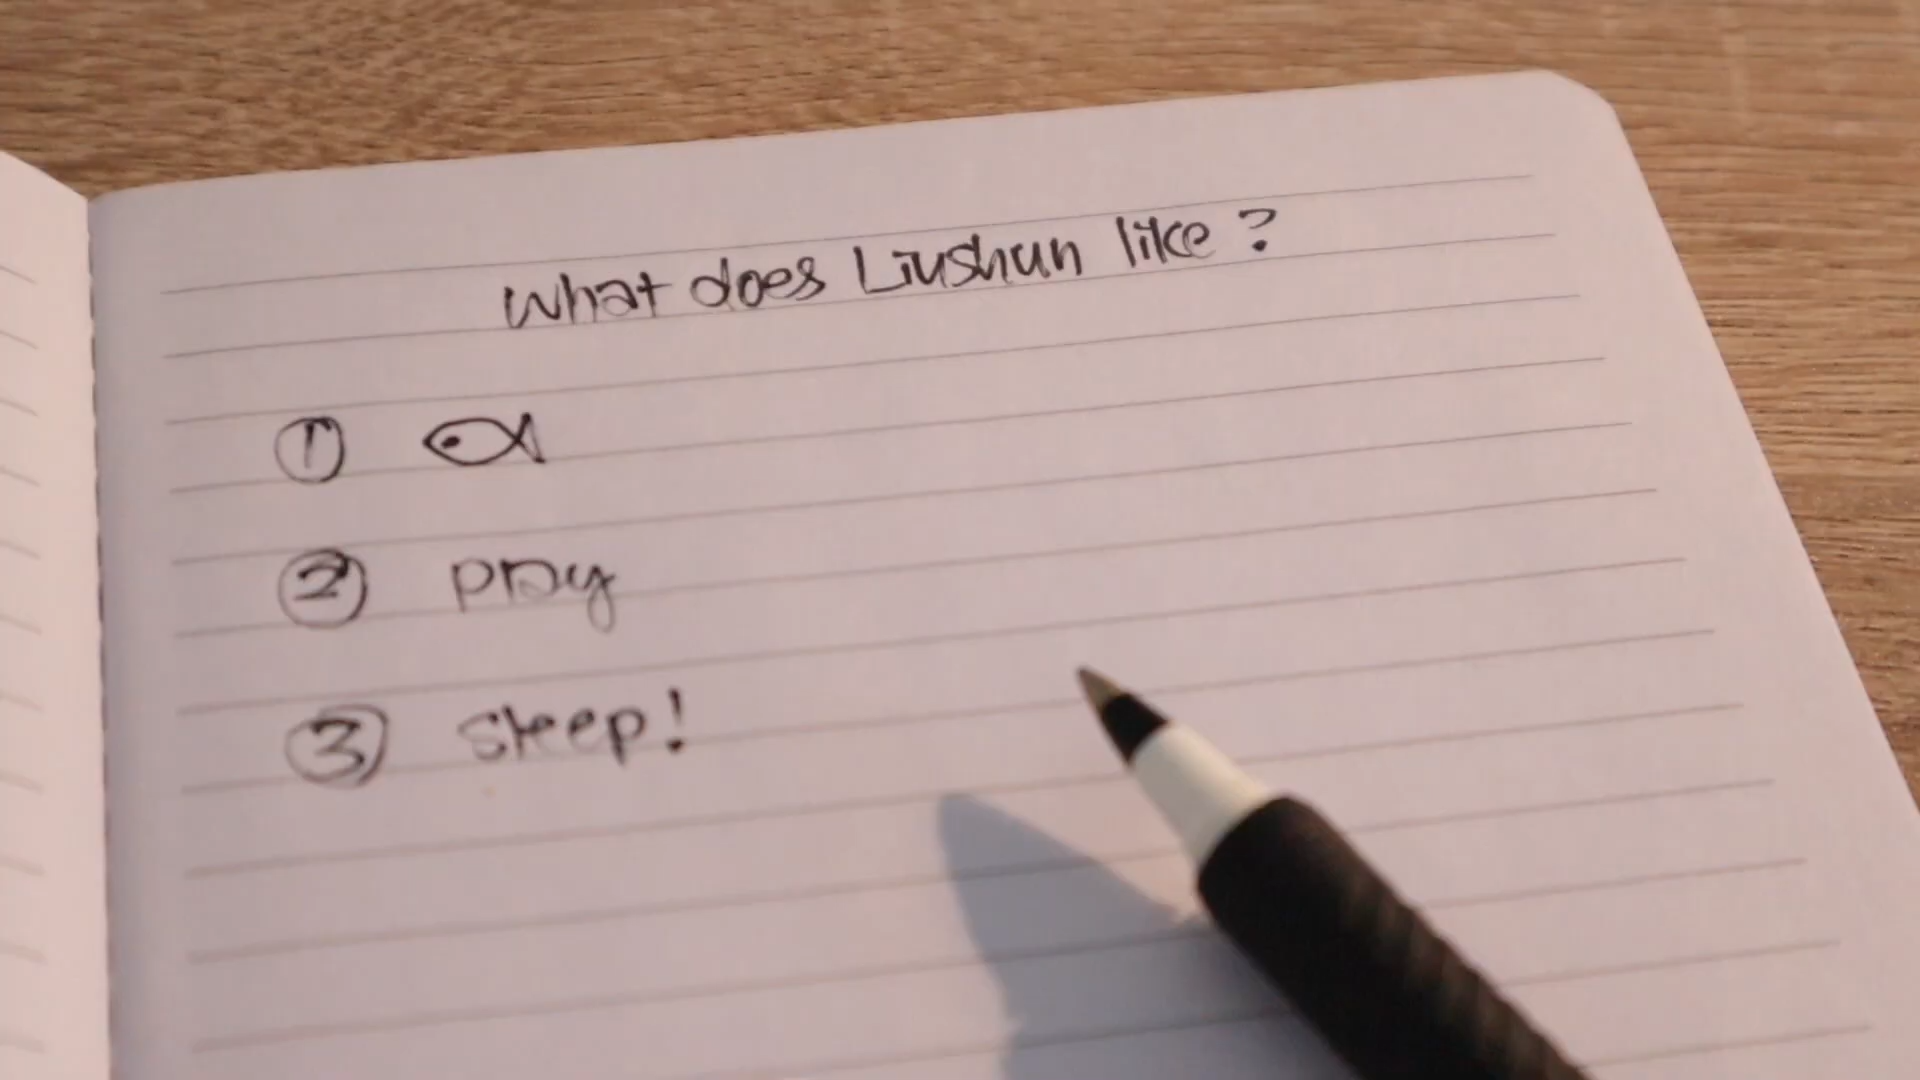 What does Liushun like?
①
② play
③ sleep!